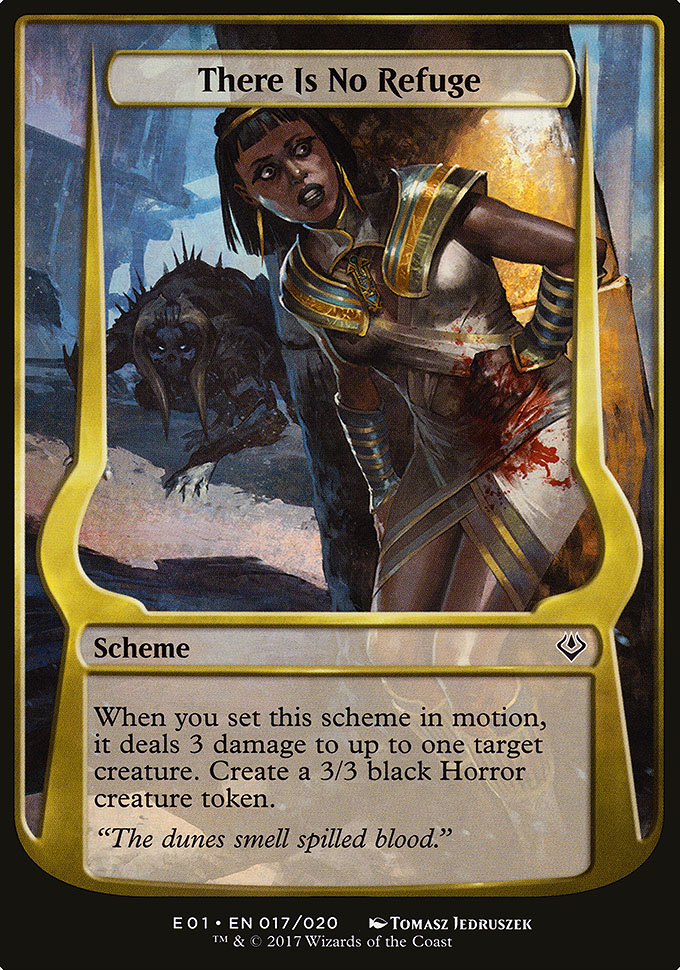 There Is No Refuge
Scheme
When you set this scheme in motion,
it deals 3 damage to up to one target
creature. Create a 3/3 black Horror
creature token.
“The dunes smell spilled blood.”
E01 • EN 017/020 Tomasz Jedruszek
™ & © 2017 Wizards of the Coast